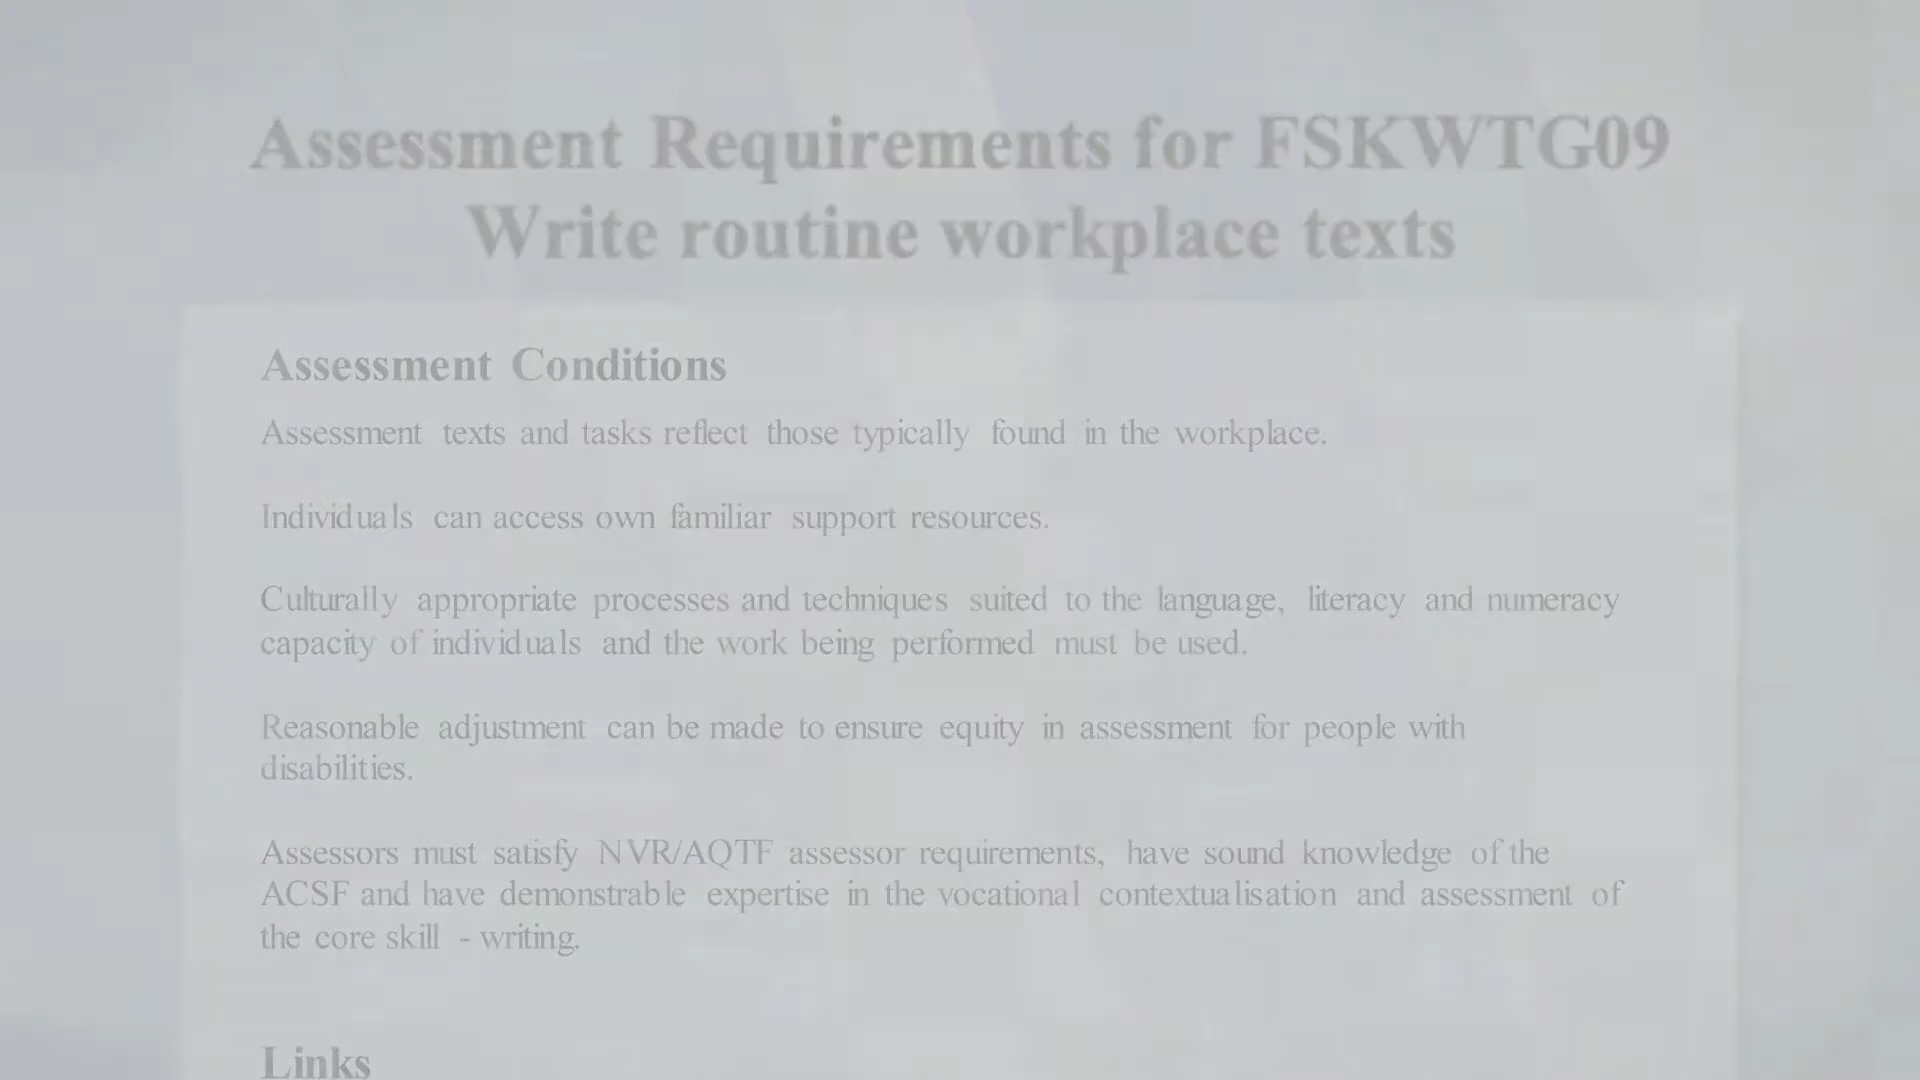 Assessment Requirements for FSKWTG09
Write routine workplace texts
Assessment Conditions
Assessment texts and tasks reflect those typically found in the workplace.
Individuals can access own familiar support resources.
Culturally appropriate processes and techniques suited to the language, literacy and numeracy
capacity of individuals and the work being performed must be used.
Reasonable adjustment can be made to ensure equity in assessment for people with
disabilities.
Assessors must satisfy NVR/AQTF assessor requirements, have sound knowledge of the
ACSF and have demonstrable expertise in the vocational contextualisation and assessment of
the core skill - writing.
Links